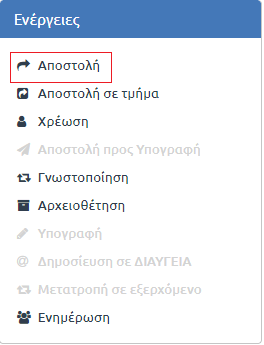 Ενέργειες
Αποστολή
Αποστολή σε τμήμα
Χρέωση
Αποστολή προς Υπογραφή
Γνωστοποίηση
Αρχειοθέτηση
Υπογραφή
Δημοσίευση σε ΔΙΑΥΓΕΙΑ
Μετατροπή σε εξερχόμενο
Ενημέρωση